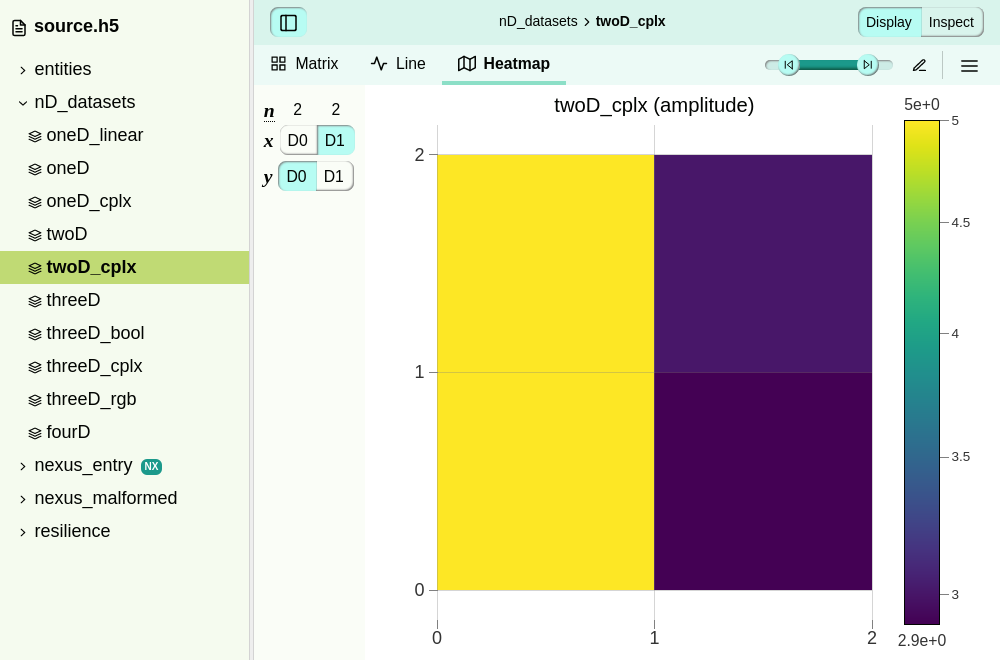 source.h5
entities
nD_datasets
oneD_linear
oneD
oneD_cplx
twoD
twoD_cplx
threeD
threeD_bool
threeD_cplx
threeD_rgb
fourD
nexus_entry NX
nexus_malformed
resilience
nD_datasets › twoD_cplx
Display Inspect
Matrix Line Heatmap
n 2 2
x D0 D1
y D0 D1
twoD_cplx (amplitude)
2
1
0
0 1 2
5e+0
5
4.5
4
3.5
3
2.9e+0